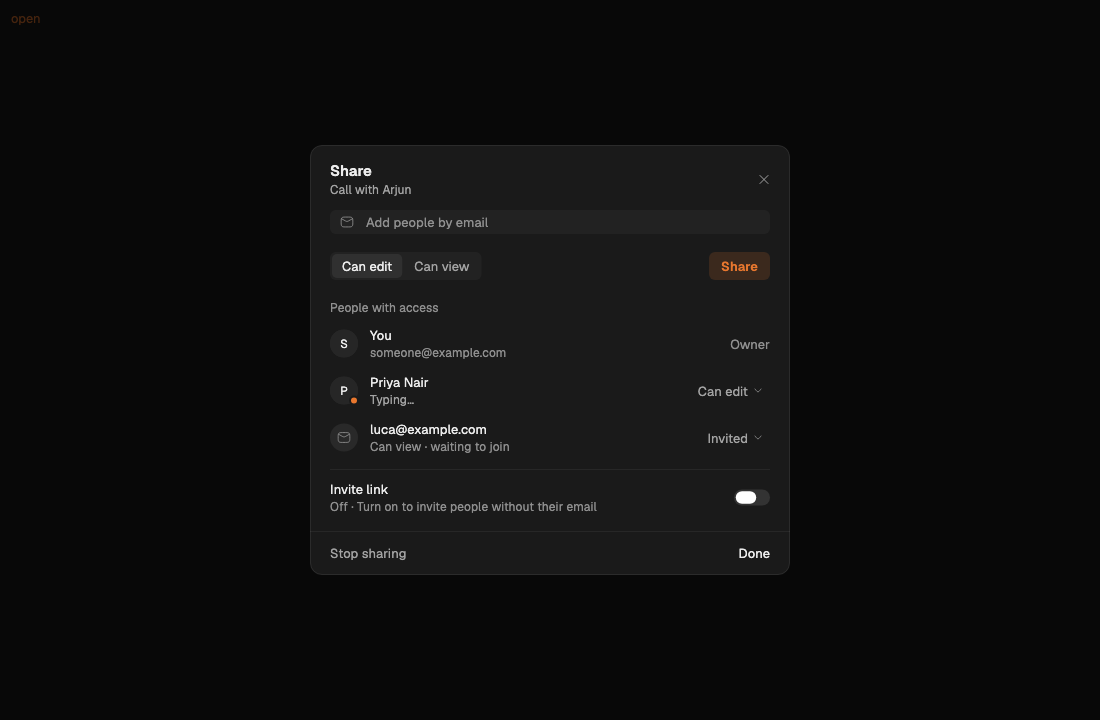 open
Share
Call with Arjun
Add people by email
Can edit
Can view
Share
People with access
S
You
someone@example.com
Owner
P
Priya Nair
Typing…
Can edit
luca@example.com
Can view · waiting to join
Invited
Invite link
Off · Turn on to invite people without their email
Stop sharing
Done